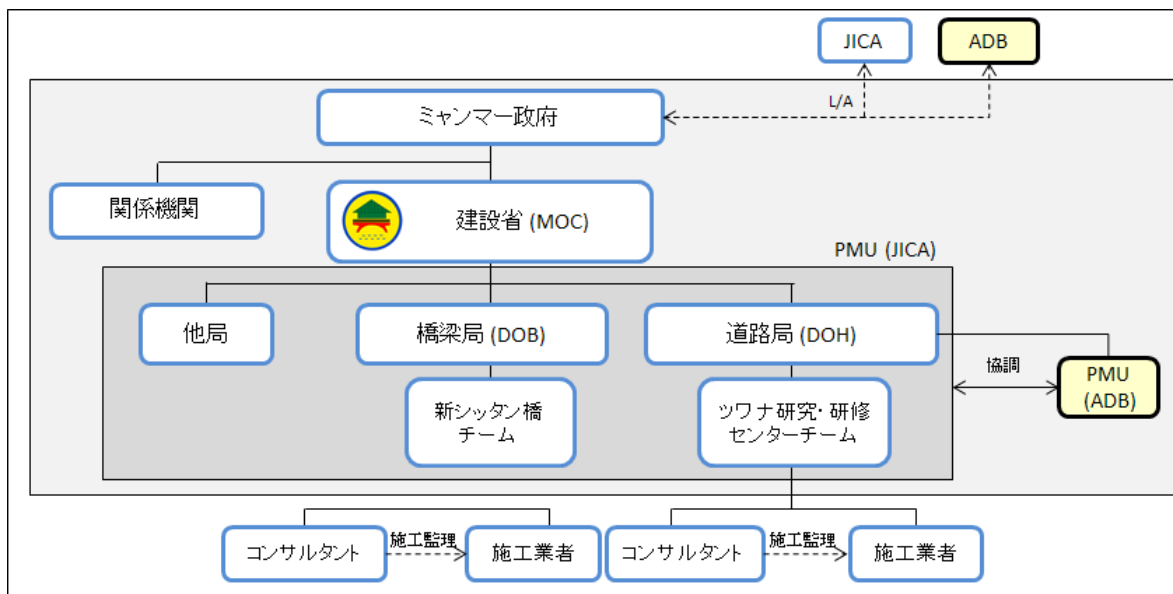 JICA
ADB
L/A
ミャンマー政府
関係機関
建設省 (MOC)
PMU (JICA)
他局
橋梁局 (DOB)
道路局 (DOH)
協調
PMU
(ADB)
新シッタン橋
チーム
ツワナ研究・研修
センターチーム
コンサルタント
施工監理
施工業者
コンサルタント
施工監理
施工業者